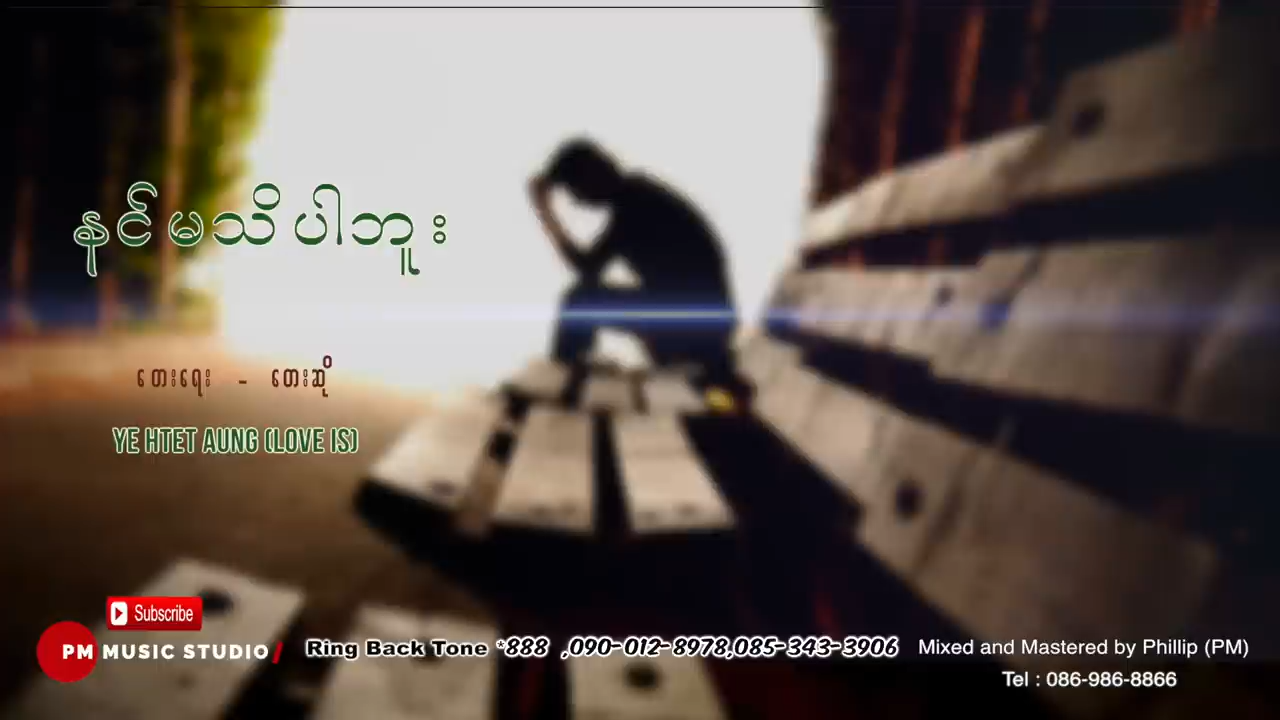 နင်မသိပါဘူး
တေးရေး - တေးဆို
YE HTET AUNG (LOVE IS)
Subscribe
PM MUSIC STUDIO/
Ring Back Tone *888 ,090-012-8978,085-343-3906
Mixed and Mastered by Phillip (PM)
Tel : 086-986-8866